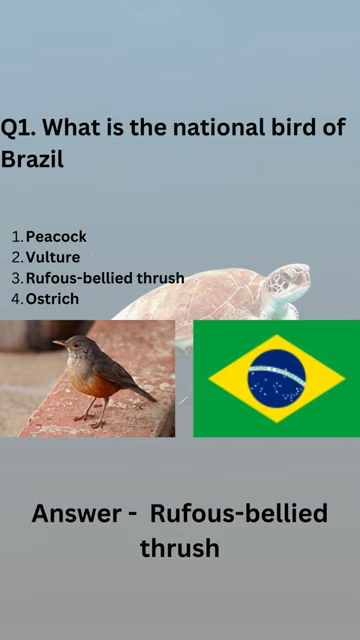 Q1. What is the national bird of
Brazil
1. Peacock
2. Vulture
3. Rufous-bellied thrush
4. Ostrich
Answer - Rufous-bellied
thrush